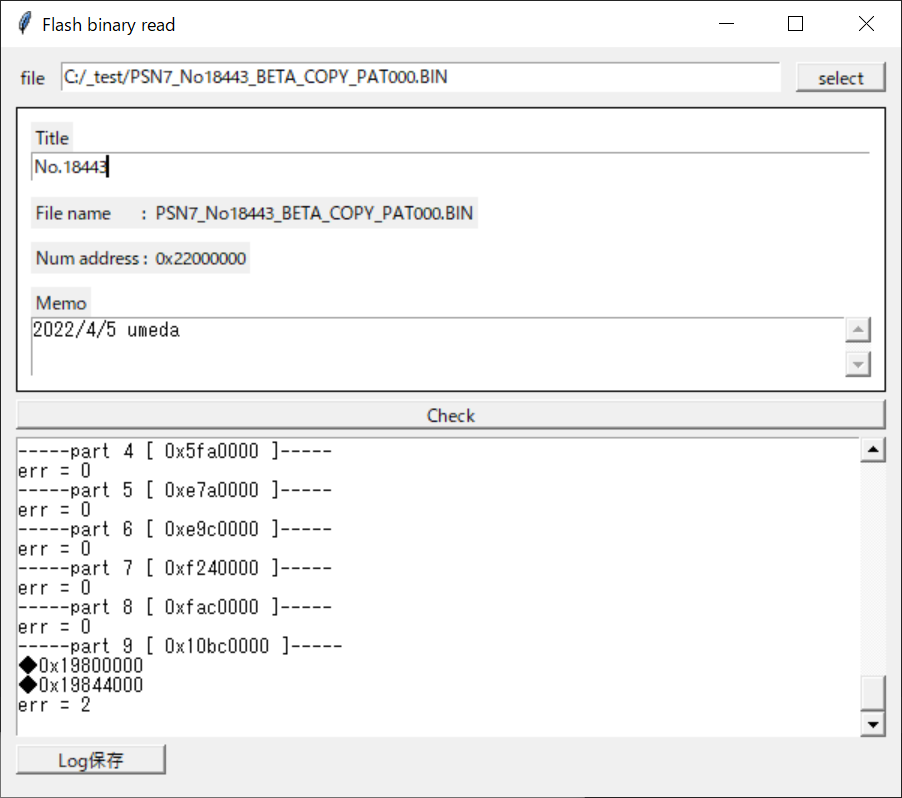 Flash binary read
file C:/_test/PSN7_No18443_BETA_COPY_PAT000.BIN select
Title
No.18443
File name : PSN7_No18443_BETA_COPY_PAT000.BIN
Num address : 0x22000000
Memo
2022/4/5 umeda
Check
-----part 4 [ 0x5fa0000 ]-----
err = 0
-----part 5 [ 0xe7a0000 ]-----
err = 0
-----part 6 [ 0xe9c0000 ]-----
err = 0
-----part 7 [ 0xf240000 ]-----
err = 0
-----part 8 [ 0xfac0000 ]-----
err = 0
-----part 9 [ 0x10bc0000 ]-----
◆0x19800000
◆0x19844000
err = 2
Log保存